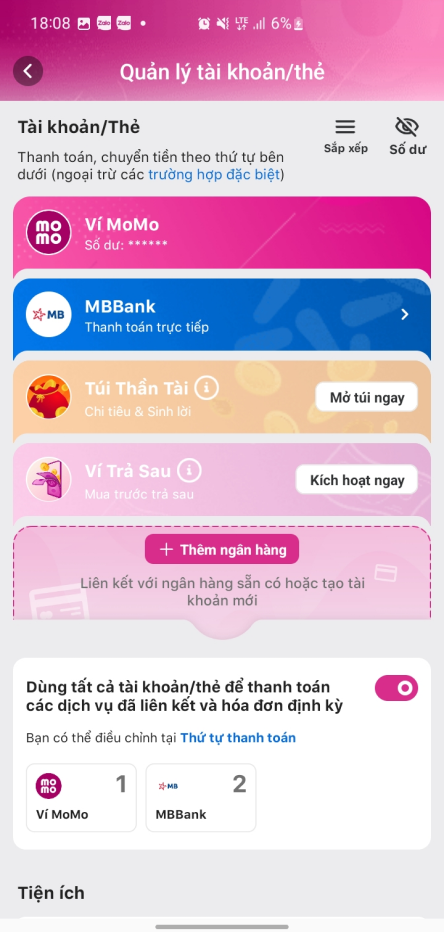 18:08 Zalo Zalo LTE 6%
Quản lý tài khoản/thẻ
Tài khoản/Thẻ
Thanh toán, chuyển tiền theo thứ tự bên
dưới (ngoại trừ các trường hợp đặc biệt)
Sắp xếp
Số dư
mo
mo
Ví MoMo
Số dư: ******
MB
MBBank
Thanh toán trực tiếp
Túi Thần Tài i
Chi tiêu & Sinh lời
Mở túi ngay
Ví Trả Sau i
Mua trước trả sau
Kích hoạt ngay
+ Thêm ngân hàng
Liên kết với ngân hàng sẵn có hoặc tạo tài
khoản mới
Dùng tất cả tài khoản/thẻ để thanh toán
các dịch vụ đã liên kết và hóa đơn định kỳ
Bạn có thể điều chỉnh tại Thứ tự thanh toán
mo
mo
1
Ví MoMo
MB
2
MBBank
Tiện ích